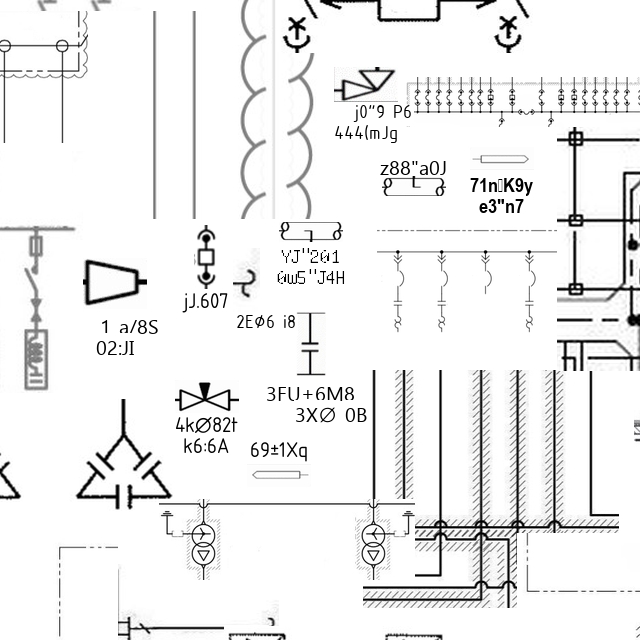 j0"9 P6
444(mJg
z88"a0J
71n▯K9y
e3"n7
YJ"201
0w5"J4H
jJ.607
1 a/8S
02:JI
2EØ6 i8
3FU+6M8
3XØ 0B
4kØ82t
k6:6A
69±1Xq